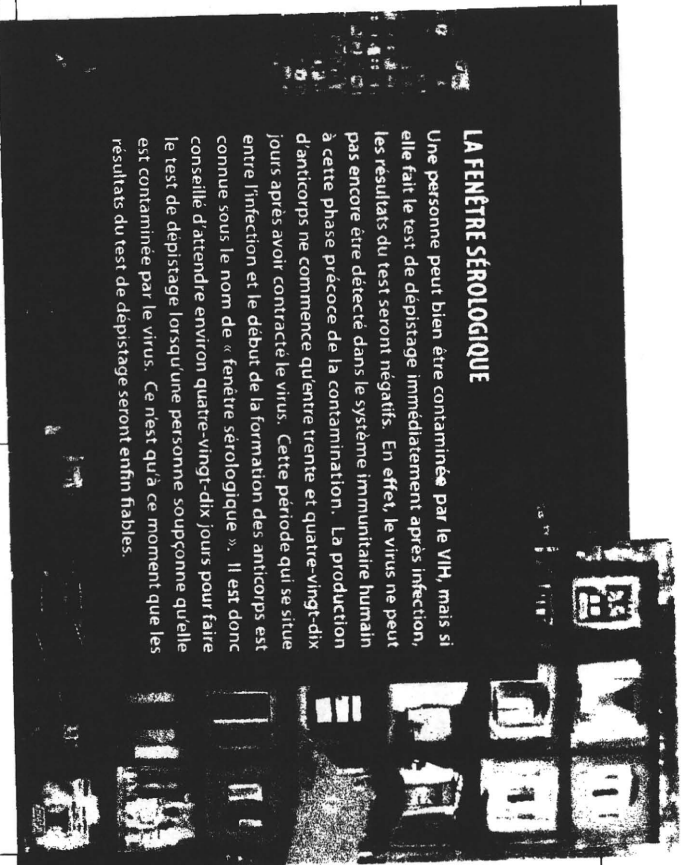 LA FENÊTRE SÉROLOGIQUE
Une personne peut bien être contaminée par le VIH, mais si
elle fait le test de dépistage immédiatement après infection,
les résultats du test seront négatifs. En effet, le virus ne peut
pas encore être détecté dans le système immunitaire humain
à cette phase précoce de la contamination. La production
d'anticorps ne commence qu'entre trente et quatre-vingt-dix
jours après avoir contracté le virus. Cette période qui se situe
entre l'infection et le début de la formation des anticorps est
connue sous le nom de « fenêtre sérologique ». Il est donc
conseillé d'attendre environ quatre-vingt-dix jours pour faire
le test de dépistage lorsqu'une personne soupçonne qu'elle
est contaminée par le virus. Ce n'est qu'à ce moment que les
résultats du test de dépistage seront enfin fiables.